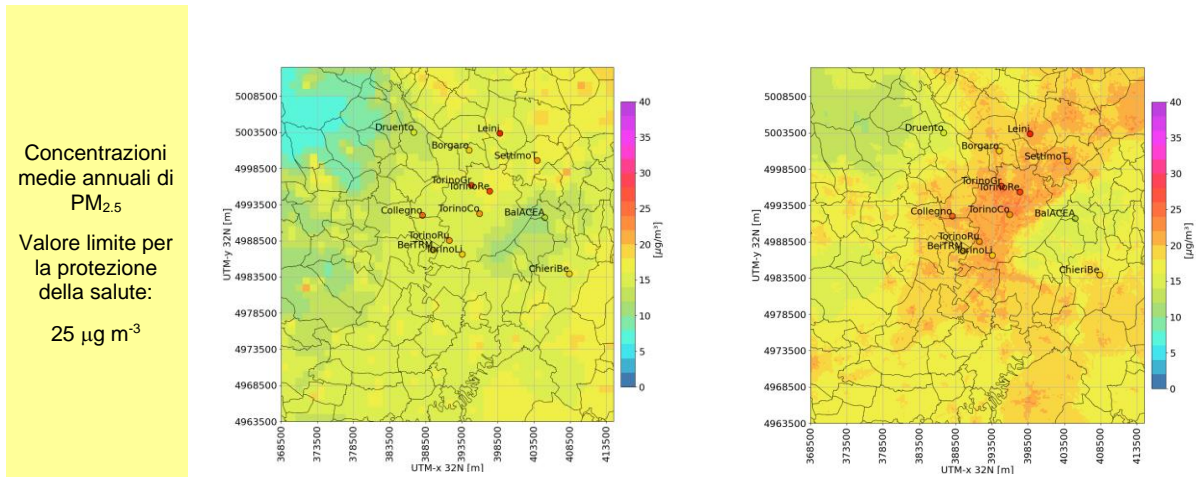 Concentrazioni
medie annuali di
PM2.5
Valore limite per
la protezione
della salute:
25 μg m-3
5008500
5003500
4998500
4993500
4988500
4983500
4978500
4973500
4968500
4963500
UTM-y 32N [m]
Druento
Leini
Borgaro
SettimoT
TorinoGr
TorinoRe
Collegno
TorinoCo
BalACEA
TorinoRu
BeiTRM
TorinoLi
ChieriBe
368500
373500
378500
383500
388500
393500
398500
403500
408500
413500
UTM-x 32N [m]
40
35
30
25
20
15
10
5
0
[μg/m³]
5008500
5003500
4998500
4993500
4988500
4983500
4978500
4973500
4968500
4963500
UTM-y 32N [m]
Druento
Leini
Borgaro
SettimoT
TorinoGr
TorinoRe
Collegno
TorinoCo
BalACEA
TorinoRu
BeiTRM
TorinoLi
ChieriBe
368500
373500
378500
383500
388500
393500
398500
403500
408500
413500
UTM-x 32N [m]
40
35
30
25
20
15
10
5
0
[μg/m³]